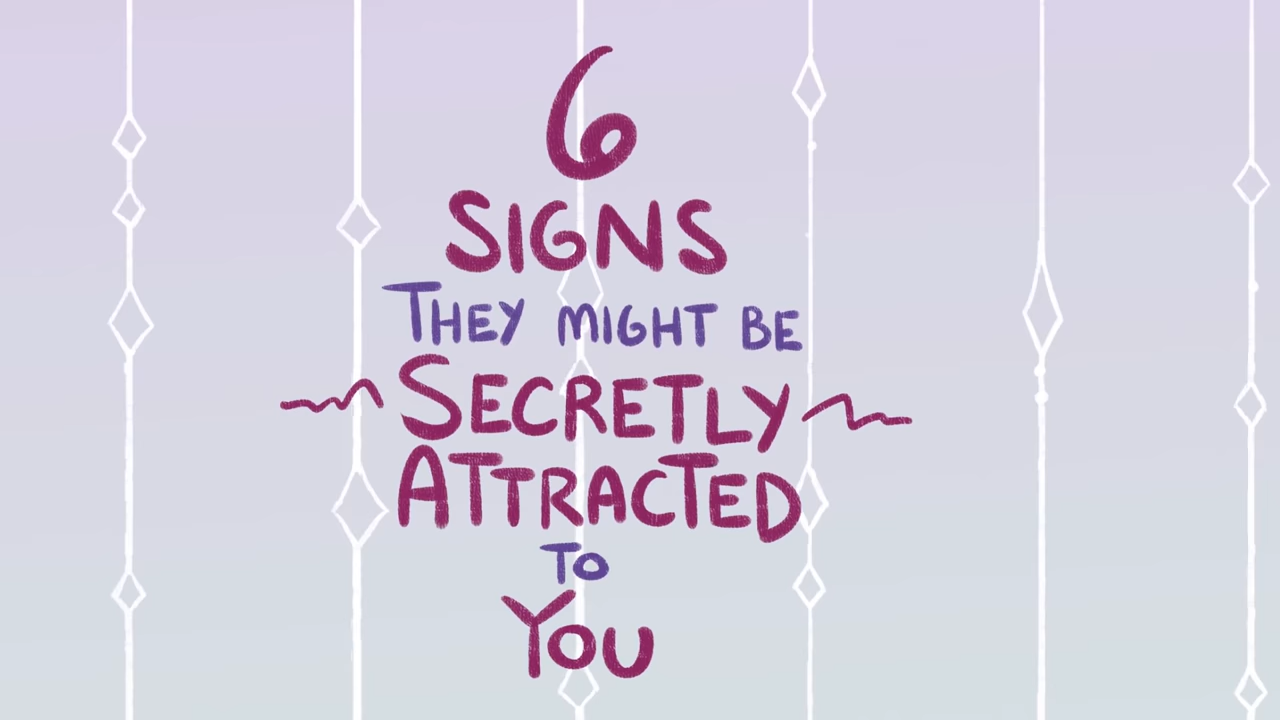 6
SIGNS
THEY MIGHT BE
SECRETLY
ATTRACTED
TO
YOU